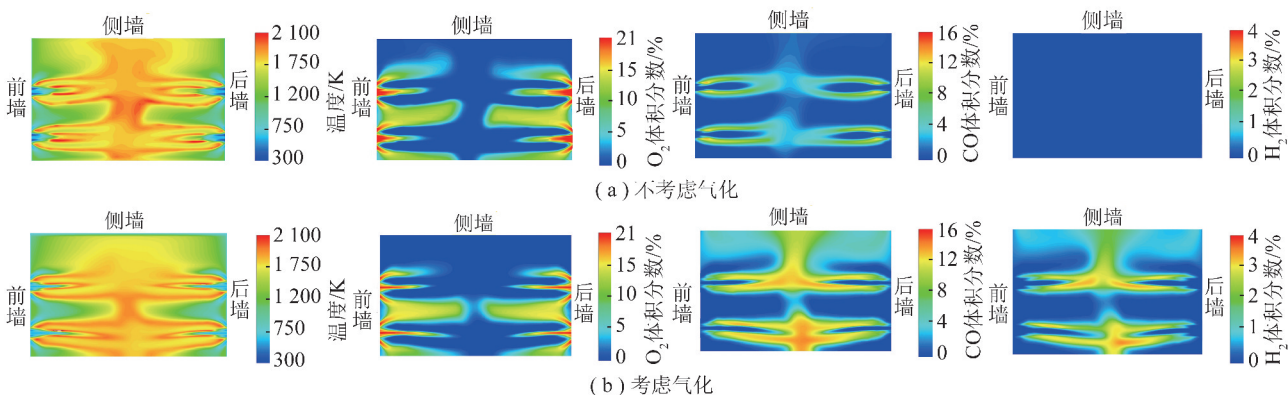 侧墙
前墙
后墙
2 100
1 750
1 200
750
300
温度/K
前墙
后墙
21
15
10
5
0
O₂体积分数/%
侧墙
前墙
后墙
16
12
8
4
0
CO体积分数/%
侧墙
前墙
后墙
4
3
2
1
0
H₂体积分数/%
(a)不考虑气化
侧墙
前墙
后墙
2 100
1 750
1 200
750
300
温度/K
侧墙
前墙
后墙
21
15
10
5
0
O₂体积分数/%
侧墙
前墙
后墙
16
12
8
4
0
CO体积分数/%
侧墙
前墙
后墙
4
3
2
1
0
H₂体积分数/%
(b)考虑气化